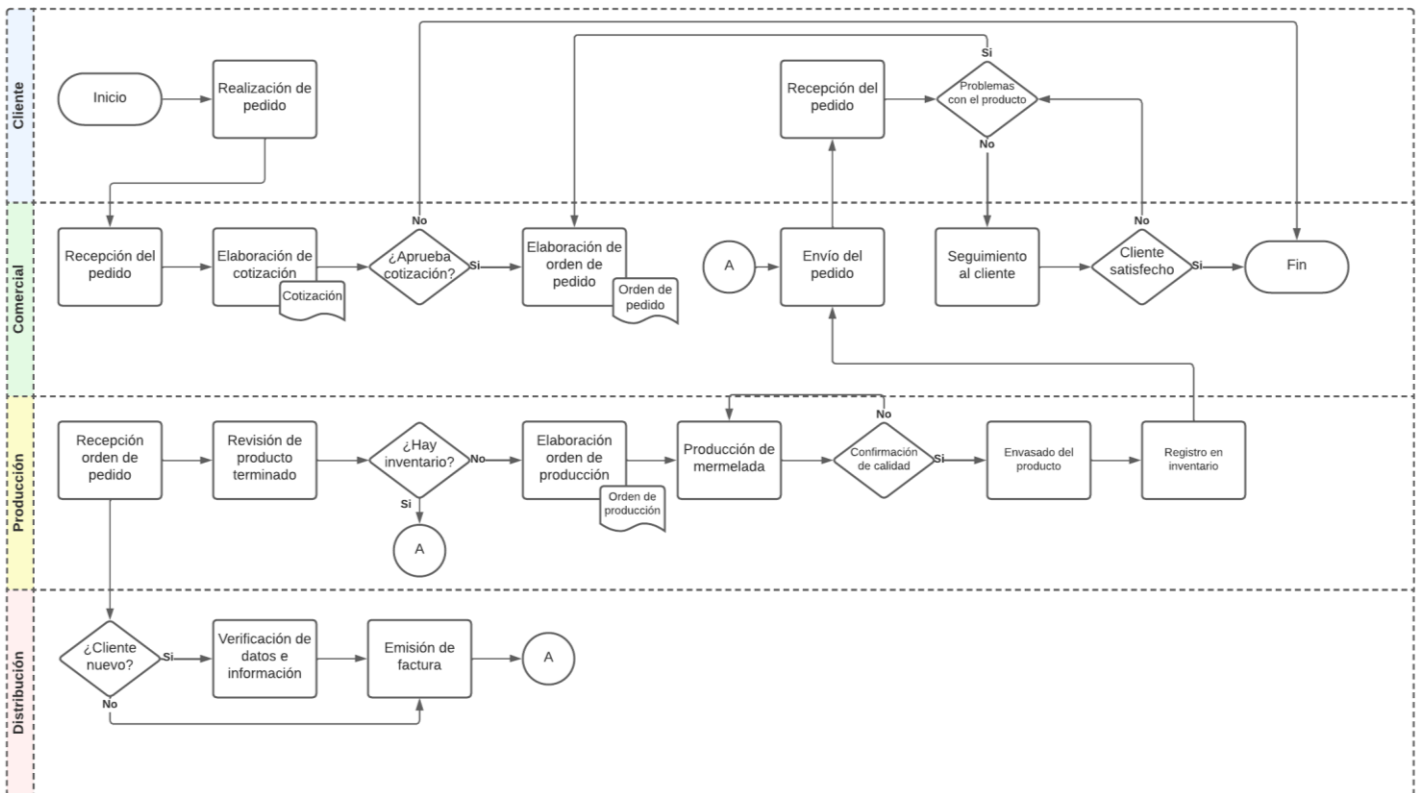 Cliente
Inicio
Realización de
pedido
Recepción del
pedido
Si
Problemas
con el producto
No
Comercial
Recepción del
pedido
Elaboración de
cotización
Cotización
No
¿Aprueba
cotización?
Si
Elaboración de
orden de
pedido
Orden de
pedido
A
Envío del
pedido
Seguimiento
al cliente
No
Cliente
satisfecho
Si
Fin
Producción
Recepción
orden de
pedido
Revisión de
producto
terminado
¿Hay
inventario?
No
Si
A
Elaboración
orden de
producción
Orden de
producción
Producción de
mermelada
No
Confirmación
de calidad
Si
Envasado del
producto
Registro en
inventario
Distribución
¿Cliente
nuevo?
Si
No
Verificación de
datos e
información
Emisión de
factura
A